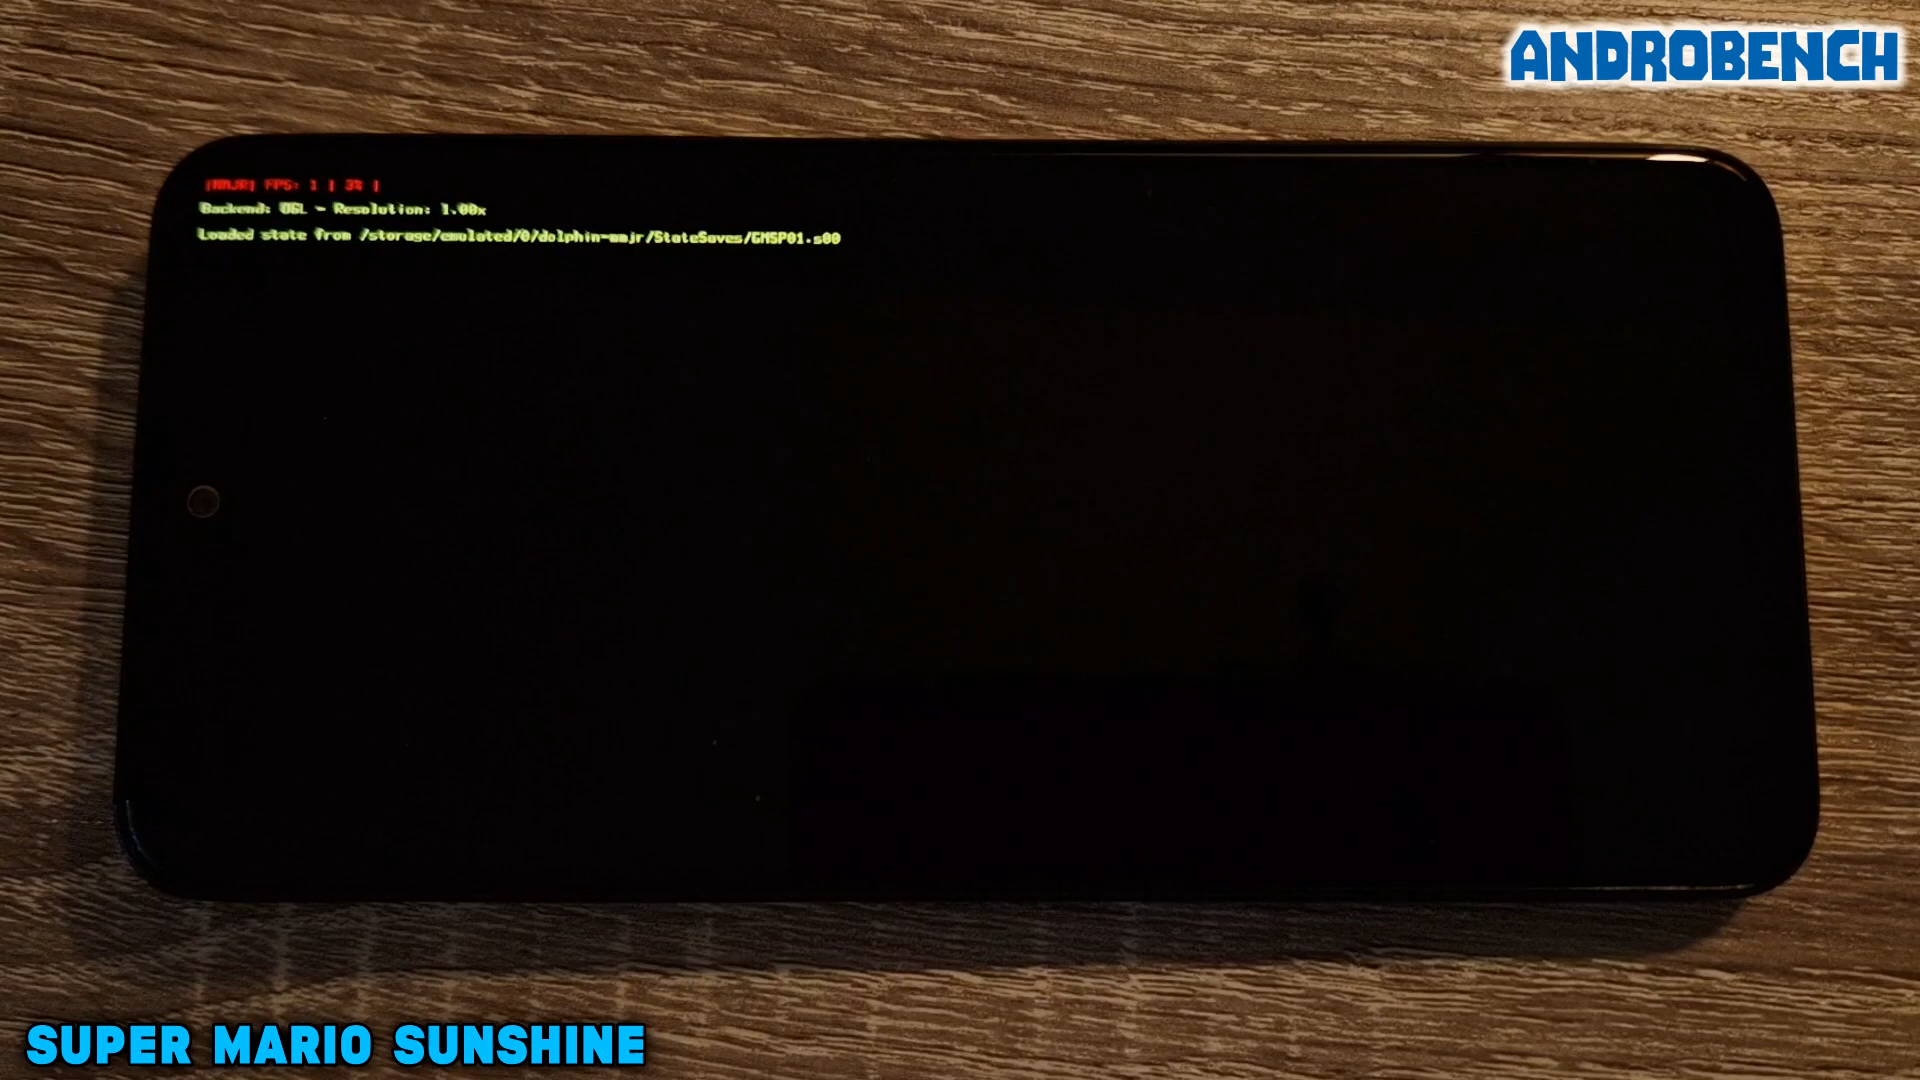 ANDROBENCH
|MMJR| FPS: 1 | 3% |
Backend: OGL - Resolution: 1.00x
Loaded state from /storage/emulated/0/dolphin-mmjr/StateSaves/GMSP01.s00
SUPER MARIO SUNSHINE